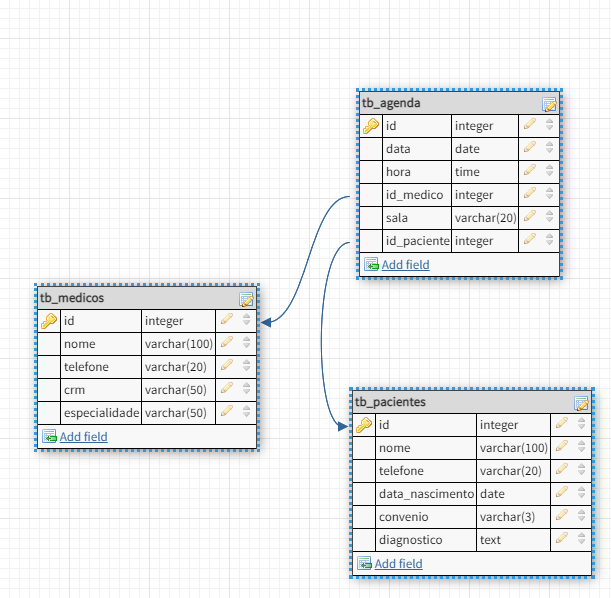 tb_agenda
id integer
data date
hora time
id_medico integer
sala varchar(20)
id_paciente integer
Add field
tb_medicos
id integer
nome varchar(100)
telefone varchar(20)
crm varchar(50)
especialidade varchar(50)
Add field
tb_pacientes
id integer
nome varchar(100)
telefone varchar(20)
data_nascimento date
convenio varchar(3)
diagnostico text
Add field